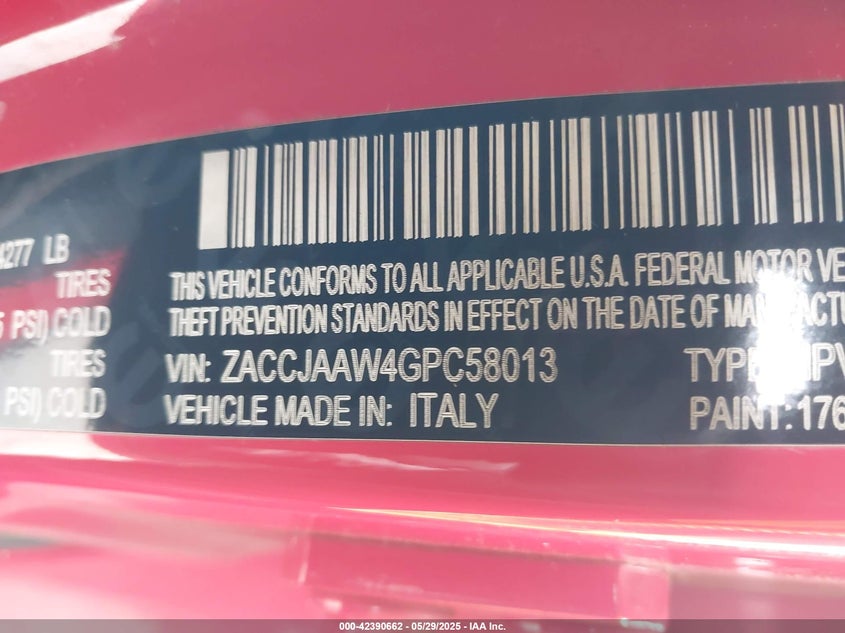 4277 LB
TIRES
PSI) COLD
TIRES
PSI) COLD
THIS VEHICLE CONFORMS TO ALL APPLICABLE U.S.A. FEDERAL MOTOR
THEFT PREVENTION STANDARDS IN EFFECT ON THE DATE OF
VIN: ZACCJAAW4GPC58013
VEHICLE MADE IN: ITALY
PAINT: 176
000-42390662 - 05/29/2025 - IAA Inc.